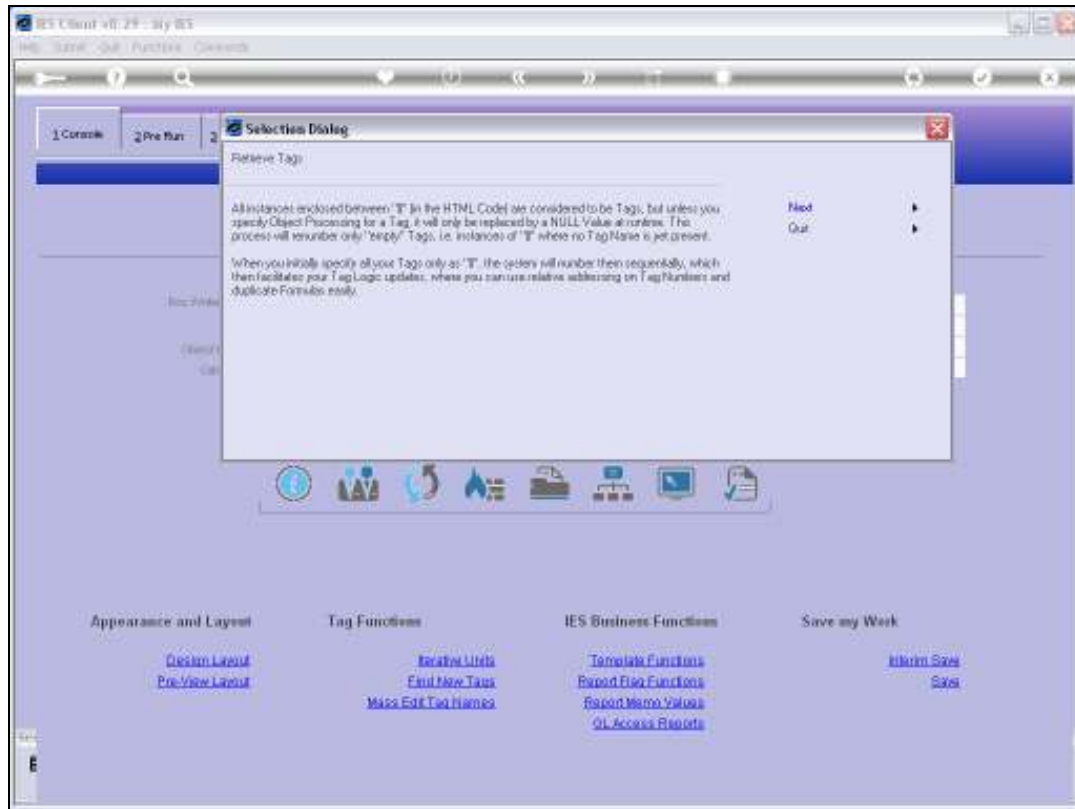 IES Client v8.29 : My IES
Help Submit Quit Functions Commands
1 Console
2 Pre Run
Selection Dialog
Retrieve Tags
All instances enclosed between "||" (in the HTML Code) are considered to be Tags, but unless you
specify Object Processing for a Tag, it will only be replaced by a NULL Value at runtime. This
process will renumber only "empty" Tags, i.e. instances of "||" where no Tag Name is yet present.
When you initially specify all your Tags only as "||", the system will number them sequentially, which
then facilitates your Tag Logic updates, where you can use relative addressing on Tag Numbers and
duplicate Formulas easily.
Next
Quit
Appearance and Layout
Design Layout
Pre-View Layout
Tag Functions
Iterative Units
Find New Tags
Mass Edit Tag Names
IES Business Functions
Template Functions
Report Flag Functions
Report Memo Values
GL Access Reports
Save my Work
Interim Save
Save